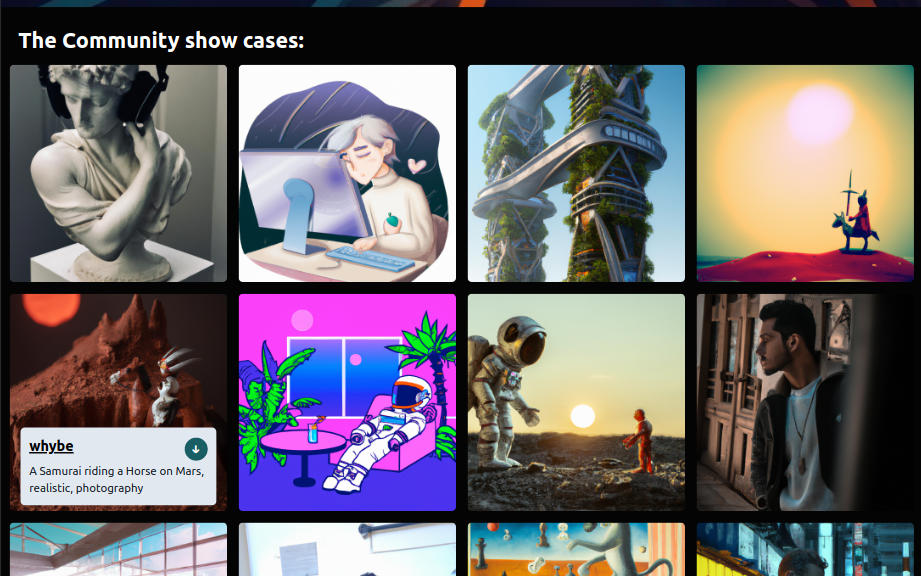 The Community show cases:
whybe
A Samurai riding a Horse on Mars,
realistic, photography